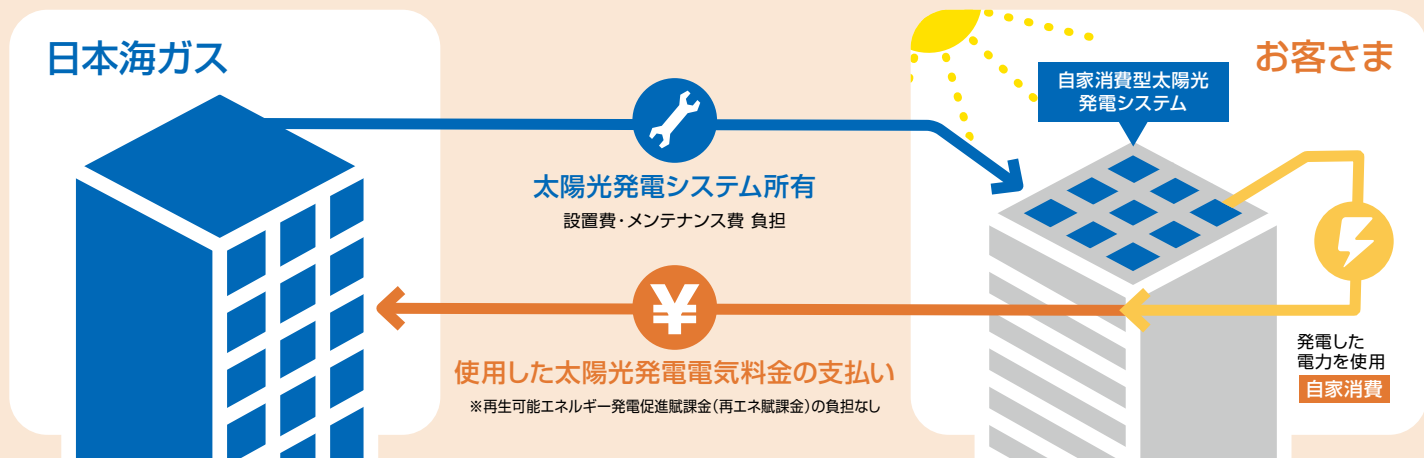 日本海ガス
お客さま
自家消費型太陽光
発電システム
太陽光発電システム所有
設置費・メンテナンス費 負担
¥
使用した太陽光発電電気料金の支払い
※再生可能エネルギー発電促進賦課金(再エネ賦課金)の負担なし
発電した
電力を使用
自家消費